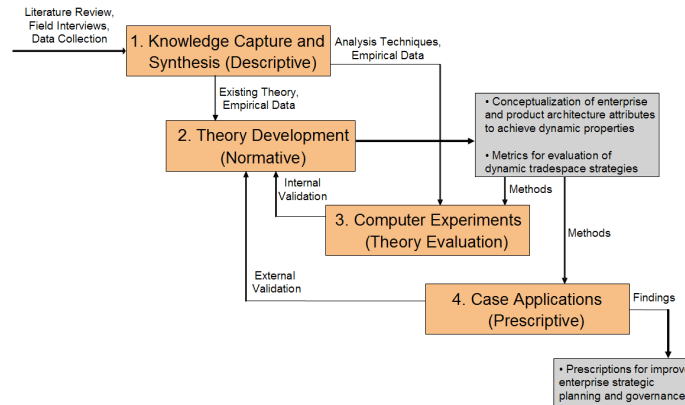 Literature Review,
Field Interviews,
Data Collection
1. Knowledge Capture and
Synthesis (Descriptive)
Analysis Techniques,
Empirical Data
Existing Theory,
Empirical Data
2. Theory Development
(Normative)
• Conceptualization of enterprise
and product architecture attributes
to achieve dynamic properties
• Metrics for evaluation of
dynamic tradespace strategies
Internal
Validation
Methods
3. Computer Experiments
(Theory Evaluation)
Methods
External
Validation
4. Case Applications
(Prescriptive)
Findings
• Prescriptions for improve
enterprise strategic
planning and governance